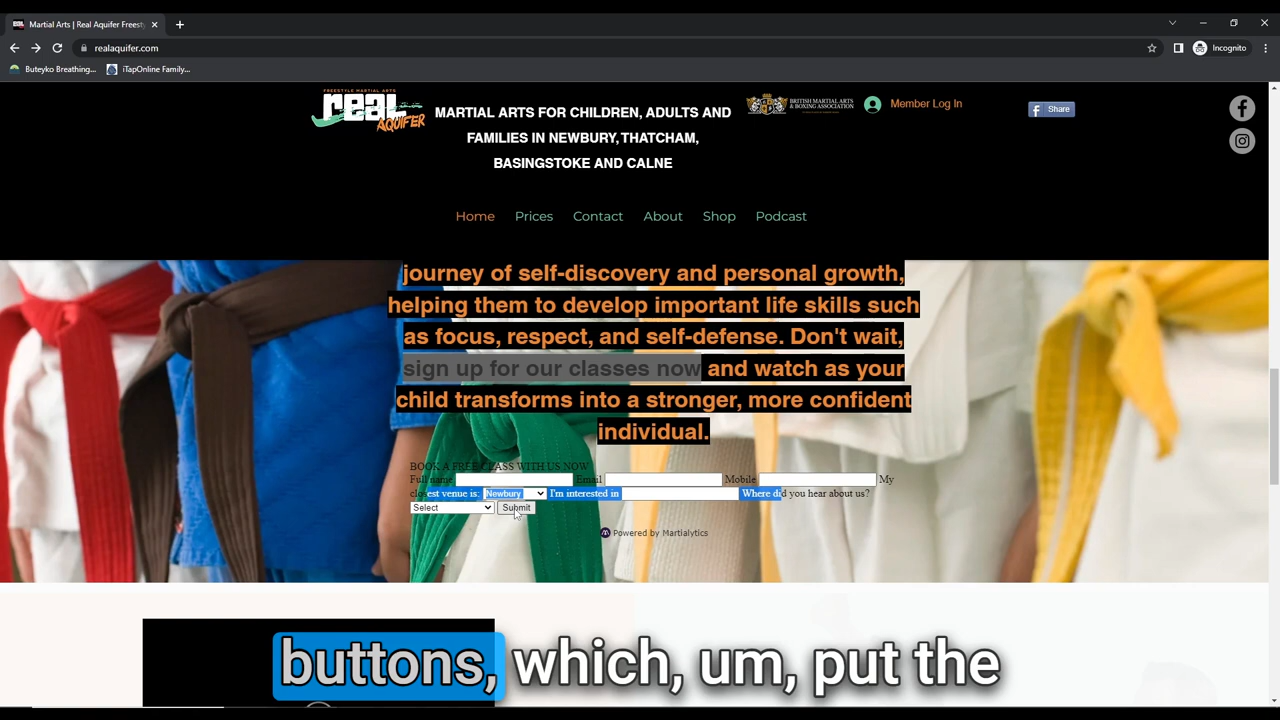 Martial Arts | Real Aquifer Freesty
realaquifer.com
Incognito
Buteyko Breathing...
iTapOnline Family...
FREESTYLE MARTIAL ARTS
REAL
AQUIFER
MARTIAL ARTS FOR CHILDREN, ADULTS AND
FAMILIES IN NEWBURY, THATCHAM,
BASINGSTOKE AND CALNE
BRITISH MARTIAL ARTS
& BOXING ASSOCIATION
Member Log In
Share
Home
Prices
Contact
About
Shop
Podcast
journey of self-discovery and personal growth,
helping them to develop important life skills such
as focus, respect, and self-defense. Don't wait,
sign up for our classes now and watch as your
child transforms into a stronger, more confident
individual.
BOOK A FREE CLASS WITH US NOW
Full name Email Mobile My
closest venue is: Newbury I'm interested in Where did you hear about us?
Select Submit
Powered by Martialytics
buttons, which, um, put the